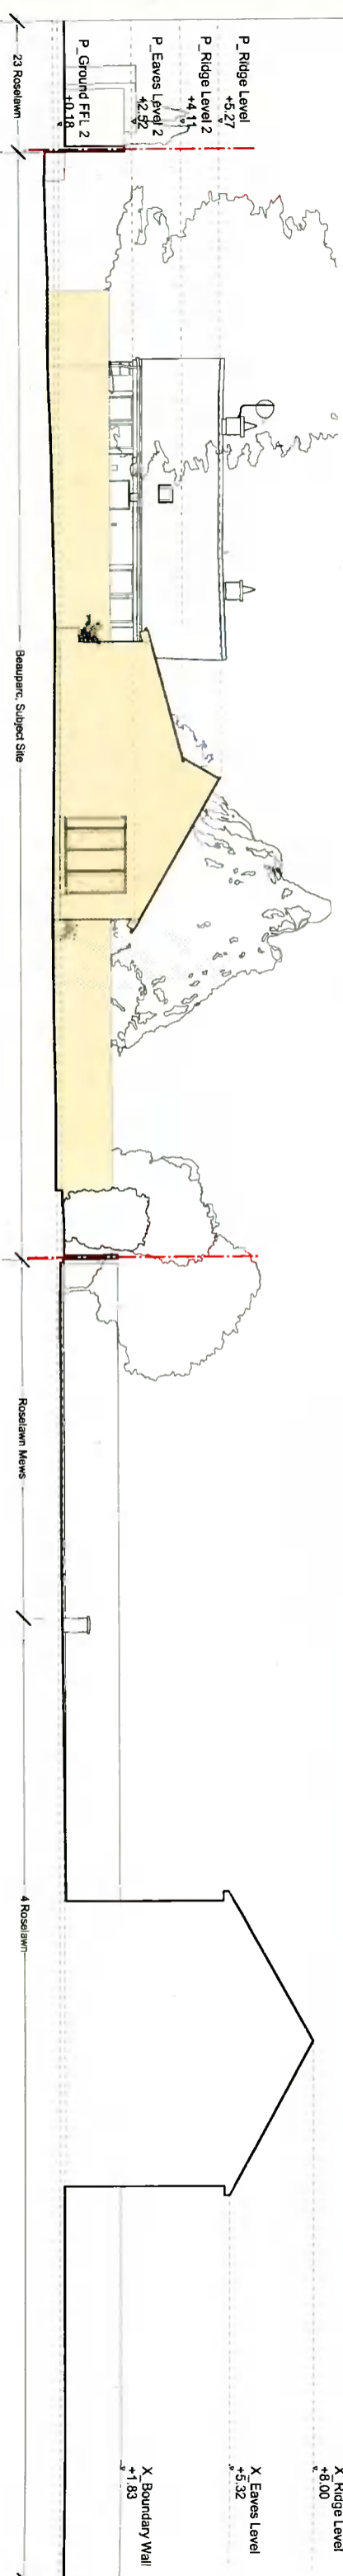 P_Ridge Level
+5.27
P_Ridge Level 2
+4.11
P_Eaves Level 2
+2.52
P_Ground FFL 2
+0.18
23 Roselawn
Beauparc, Subject Site
Roselawn Mews
4 Roselawn
X_Ridge Level
+8.00
X_Eaves Level
+5.32
X_Boundary Wall
+1.83